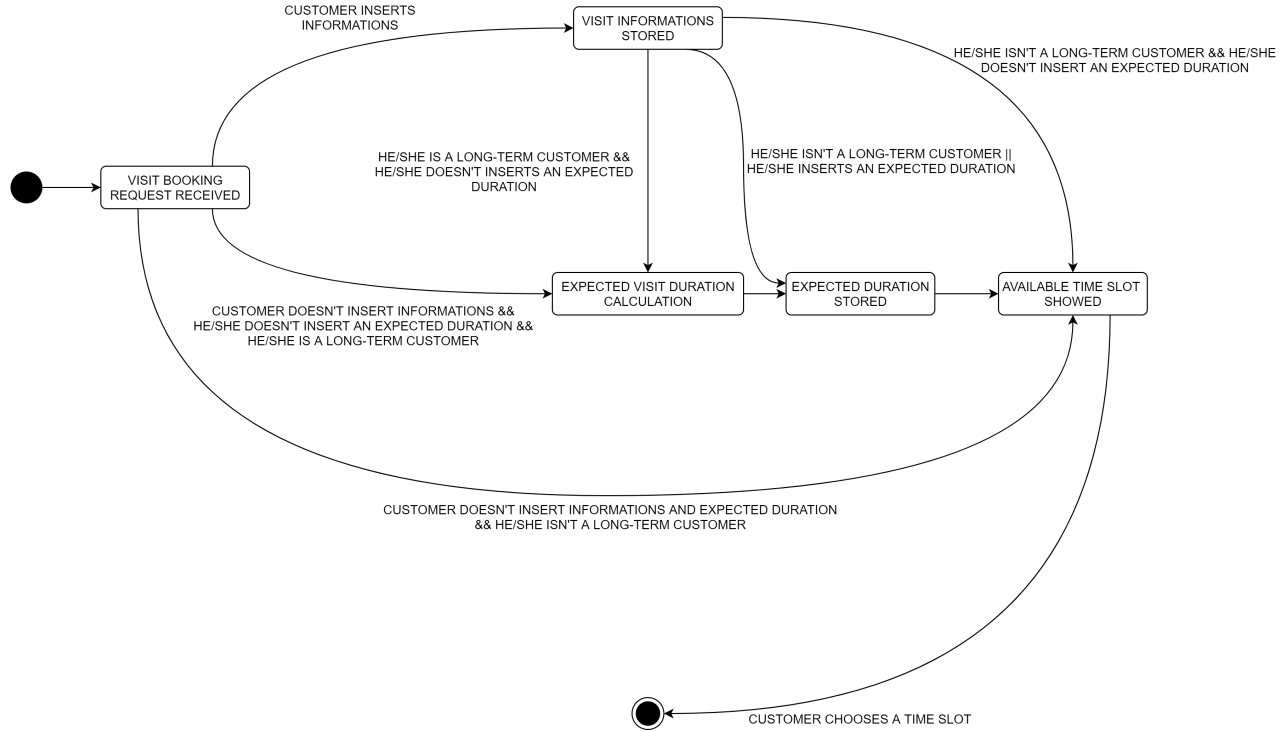 CUSTOMER INSERTS
INFORMATIONS
VISIT INFORMATIONS
STORED
HE/SHE ISN'T A LONG-TERM CUSTOMER && HE/SHE
DOESN'T INSERT AN EXPECTED DURATION
HE/SHE IS A LONG-TERM CUSTOMER &&
HE/SHE DOESN'T INSERTS AN EXPECTED
DURATION
HE/SHE ISN'T A LONG-TERM CUSTOMER ||
HE/SHE INSERTS AN EXPECTED DURATION
VISIT BOOKING
REQUEST RECEIVED
EXPECTED VISIT DURATION
CALCULATION
EXPECTED DURATION
STORED
AVAILABLE TIME SLOT
SHOWED
CUSTOMER DOESN'T INSERT INFORMATIONS &&
HE/SHE DOESN'T INSERT AN EXPECTED DURATION &&
HE/SHE IS A LONG-TERM CUSTOMER
CUSTOMER DOESN'T INSERT INFORMATIONS AND EXPECTED DURATION
&& HE/SHE ISN'T A LONG-TERM CUSTOMER
CUSTOMER CHOOSES A TIME SLOT